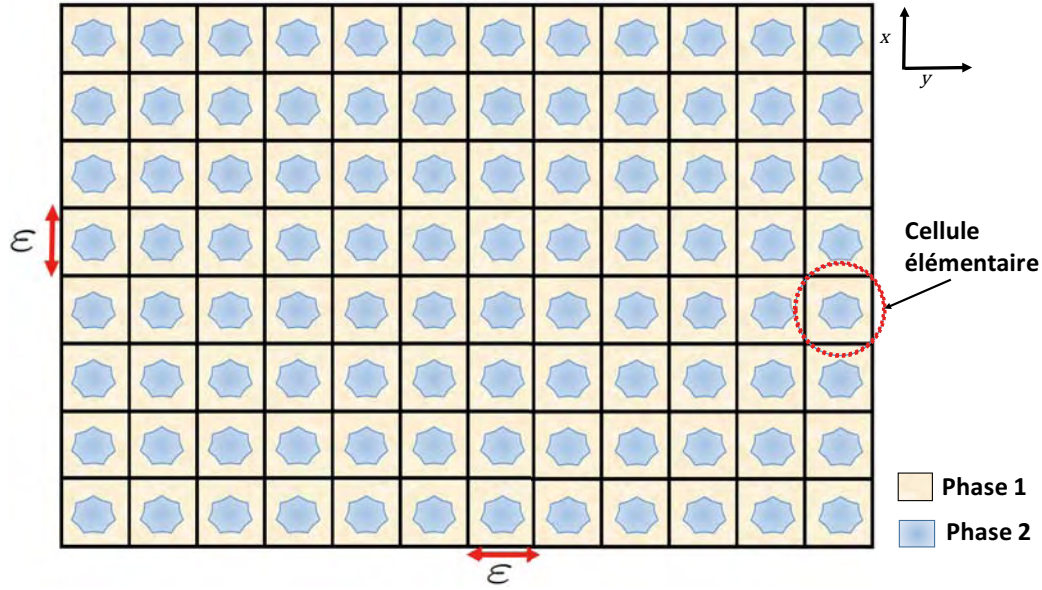 x
y
ε
Cellule
élémentaire
Phase 1
Phase 2
ε